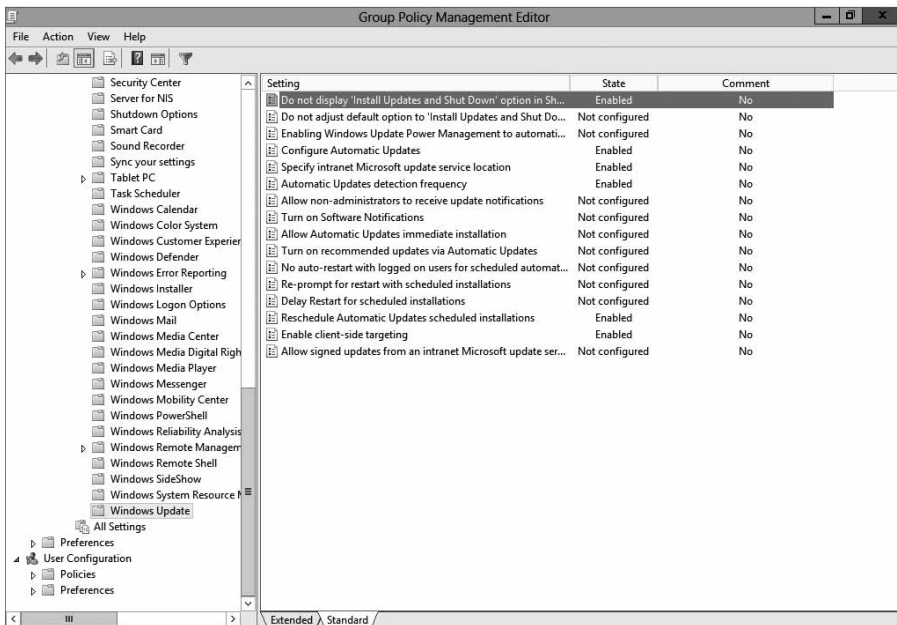 Group Policy Management Editor
File Action View Help
Security Center
Server for NIS
Shutdown Options
Smart Card
Sound Recorder
Sync your settings
Tablet PC
Task Scheduler
Windows Calendar
Windows Color System
Windows Customer Experier
Windows Defender
Windows Error Reporting
Windows Installer
Windows Logon Options
Windows Mail
Windows Media Center
Windows Media Digital Righ
Windows Media Player
Windows Messenger
Windows Mobility Center
Windows PowerShell
Windows Reliability Analysis
Windows Remote Managem
Windows Remote Shell
Windows SideShow
Windows System Resource M
Windows Update
All Settings
Preferences
User Configuration
Policies
Preferences
Setting State Comment
Do not display 'Install Updates and Shut Down' option in Sh... Enabled No
Do not adjust default option to 'Install Updates and Shut Do... Not configured No
Enabling Windows Update Power Management to automati... Not configured No
Configure Automatic Updates Enabled No
Specify intranet Microsoft update service location Enabled No
Automatic Updates detection frequency Enabled No
Allow non-administrators to receive update notifications Not configured No
Turn on Software Notifications Not configured No
Allow Automatic Updates immediate installation Not configured No
Turn on recommended updates via Automatic Updates Not configured No
No auto-restart with logged on users for scheduled automat... Not configured No
Re-prompt for restart with scheduled installations Not configured No
Delay Restart for scheduled installations Not configured No
Reschedule Automatic Updates scheduled installations Enabled No
Enable client-side targeting Enabled No
Allow signed updates from an intranet Microsoft update ser... Not configured No
Extended Standard